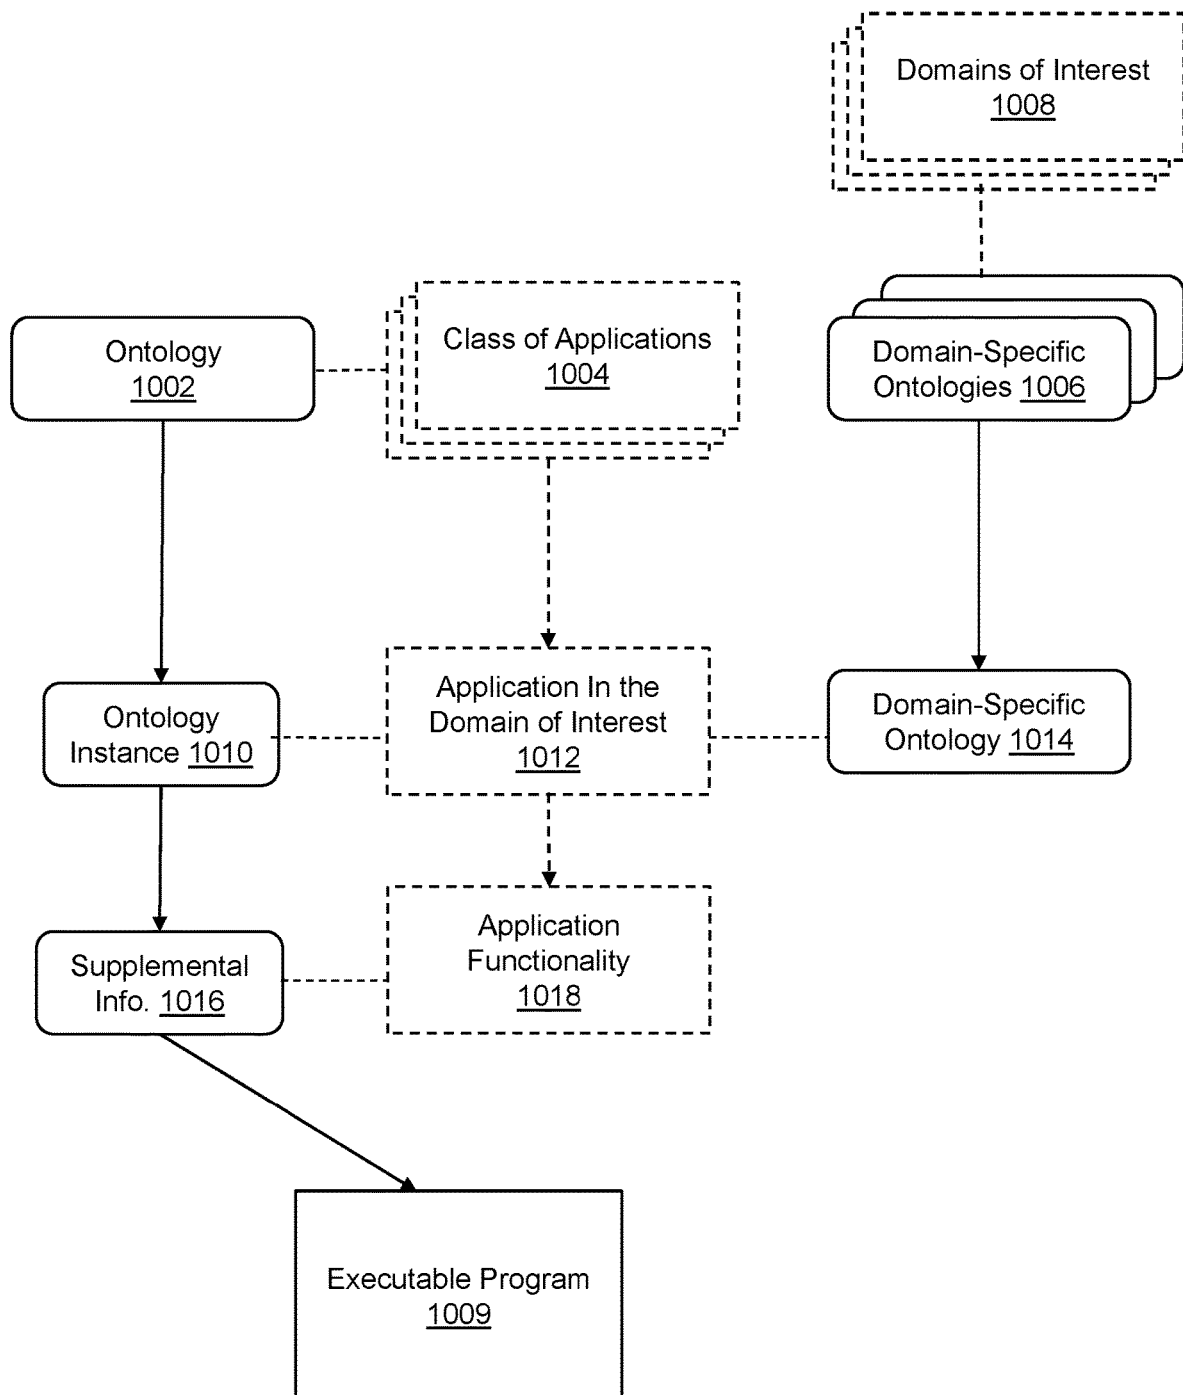 Domains of Interest
1008
Ontology
1002
Class of Applications
1004
Domain-Specific
Ontologies 1006
Ontology
Instance 1010
Application In the
Domain of Interest
1012
Domain-Specific
Ontology 1014
Supplemental
Info. 1016
Application
Functionality
1018
Executable Program
1009